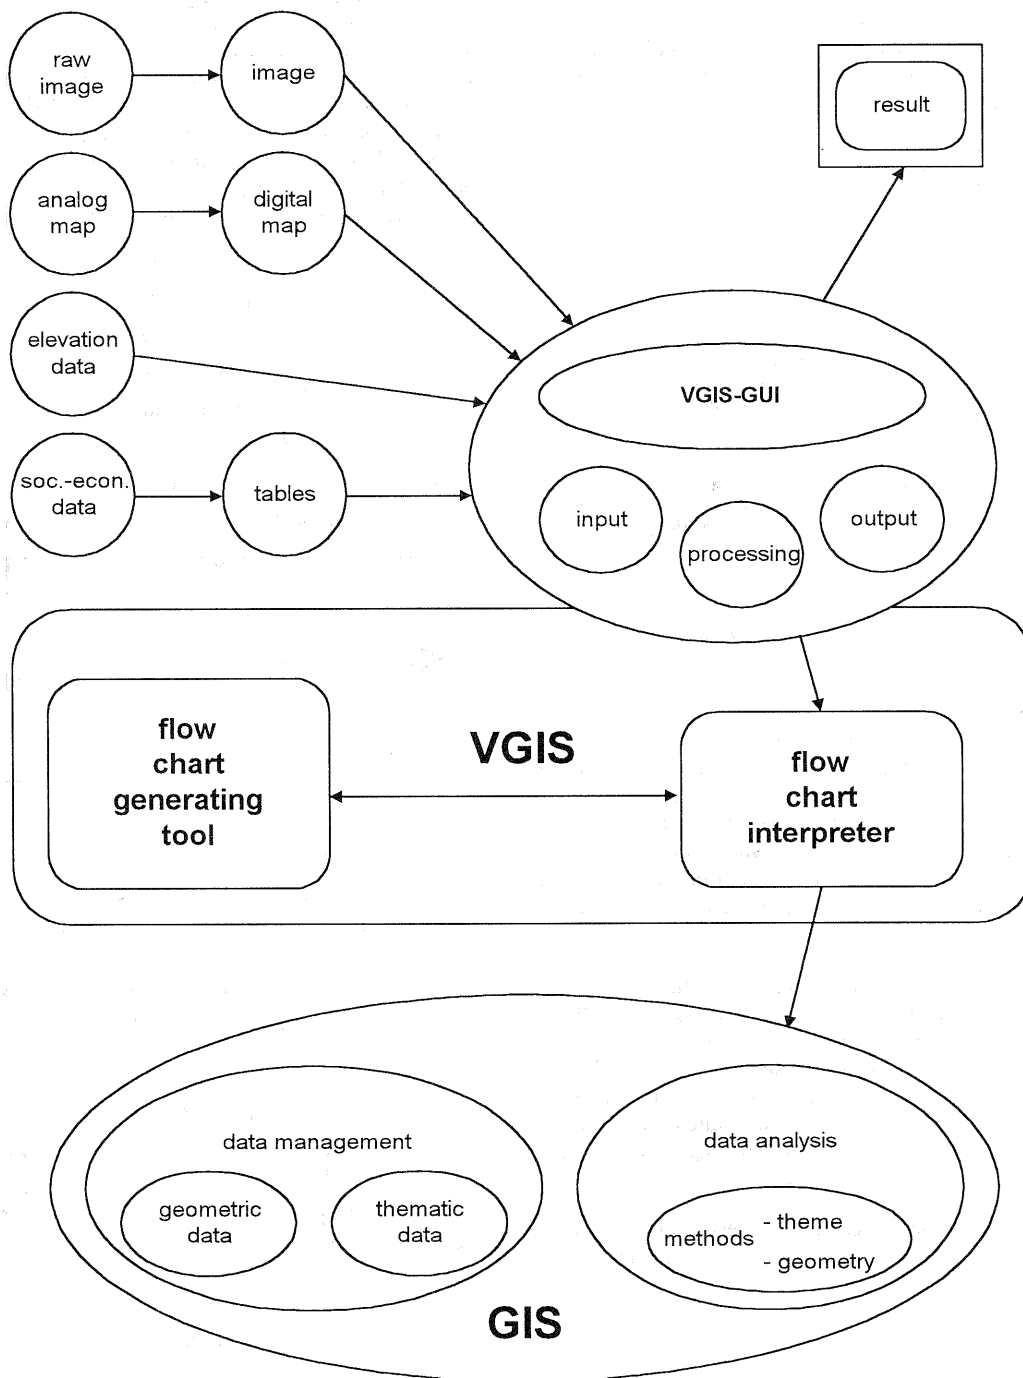 raw
image
image
result
analog
map
digital
map
elevation
data
VGIS-GUI
soc.-econ.
data
tables
input
processing
output
flow
chart
generating
tool
VGIS
flow
chart
interpreter
data management
geometric
data
thematic
data
data analysis
methods
- theme
- geometry
GIS